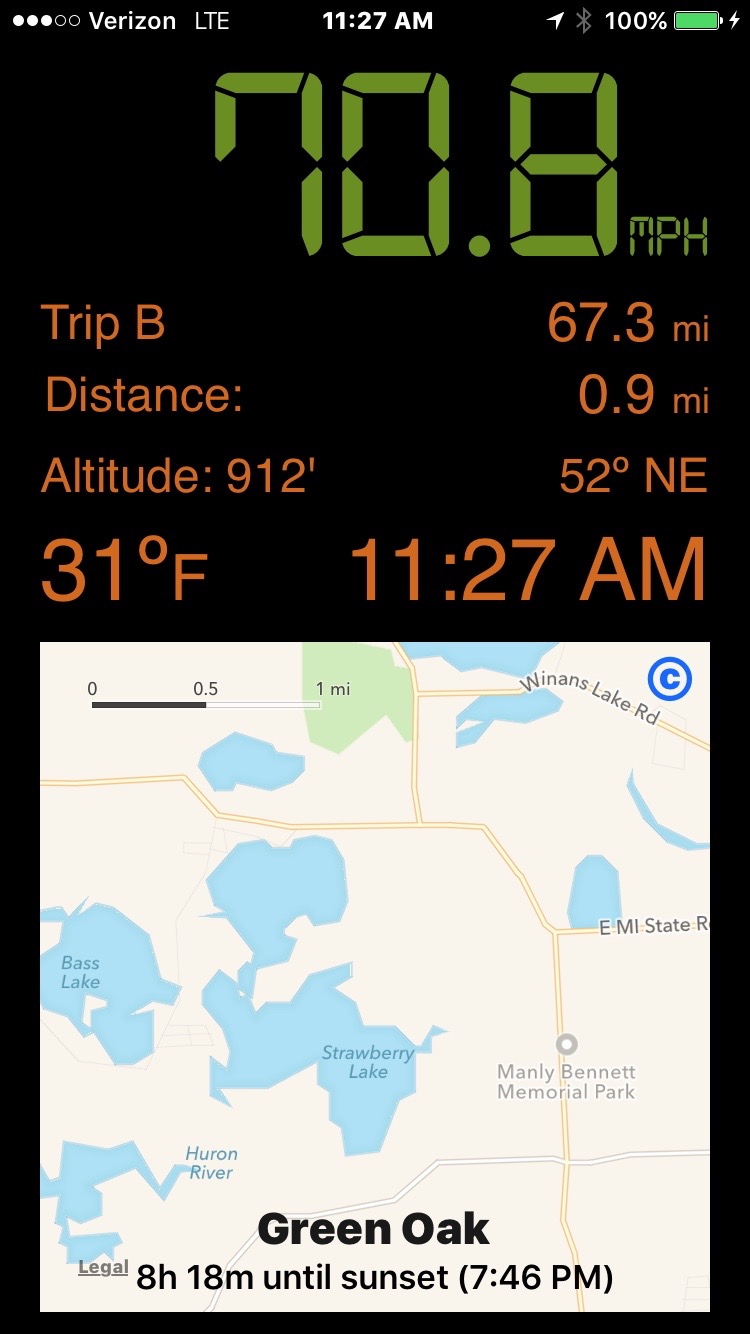 Verizon LTE 11:27 AM 100%
70.8 MPH
Trip B 67.3 mi
Distance: 0.9 mi
Altitude: 912' 52º NE
31ºF 11:27 AM
0 0.5 1 mi
©
Winans Lake Rd
E MI State R
Bass
Lake
Strawberry
Lake
Manly Bennett
Memorial Park
Huron
River
Green Oak
Legal
8h 18m until sunset (7:46 PM)